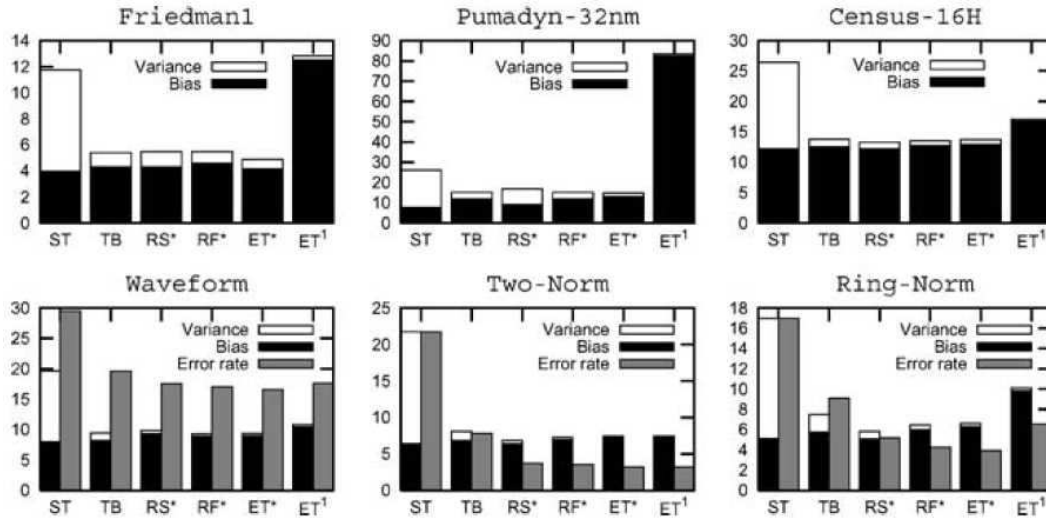 Friedman1
14
12
10
8
6
4
2
0
Variance
Bias
ST TB RS* RF* ET* ET¹
Pumadyn-32nm
90
80
70
60
50
40
30
20
10
0
Variance
Bias
ST TB RS* RF* ET* ET¹
Census-16H
30
25
20
15
10
5
0
Variance
Bias
ST TB RS* RF* ET* ET¹
Waveform
30
25
20
15
10
5
0
Variance
Bias
Error rate
ST TB RS* RF* ET* ET¹
Two-Norm
25
20
15
10
5
0
Variance
Bias
Error rate
ST TB RS* RF* ET* ET¹
Ring-Norm
18
16
14
12
10
8
6
4
2
0
Variance
Bias
Error rate
ST TB RS* RF* ET* ET¹